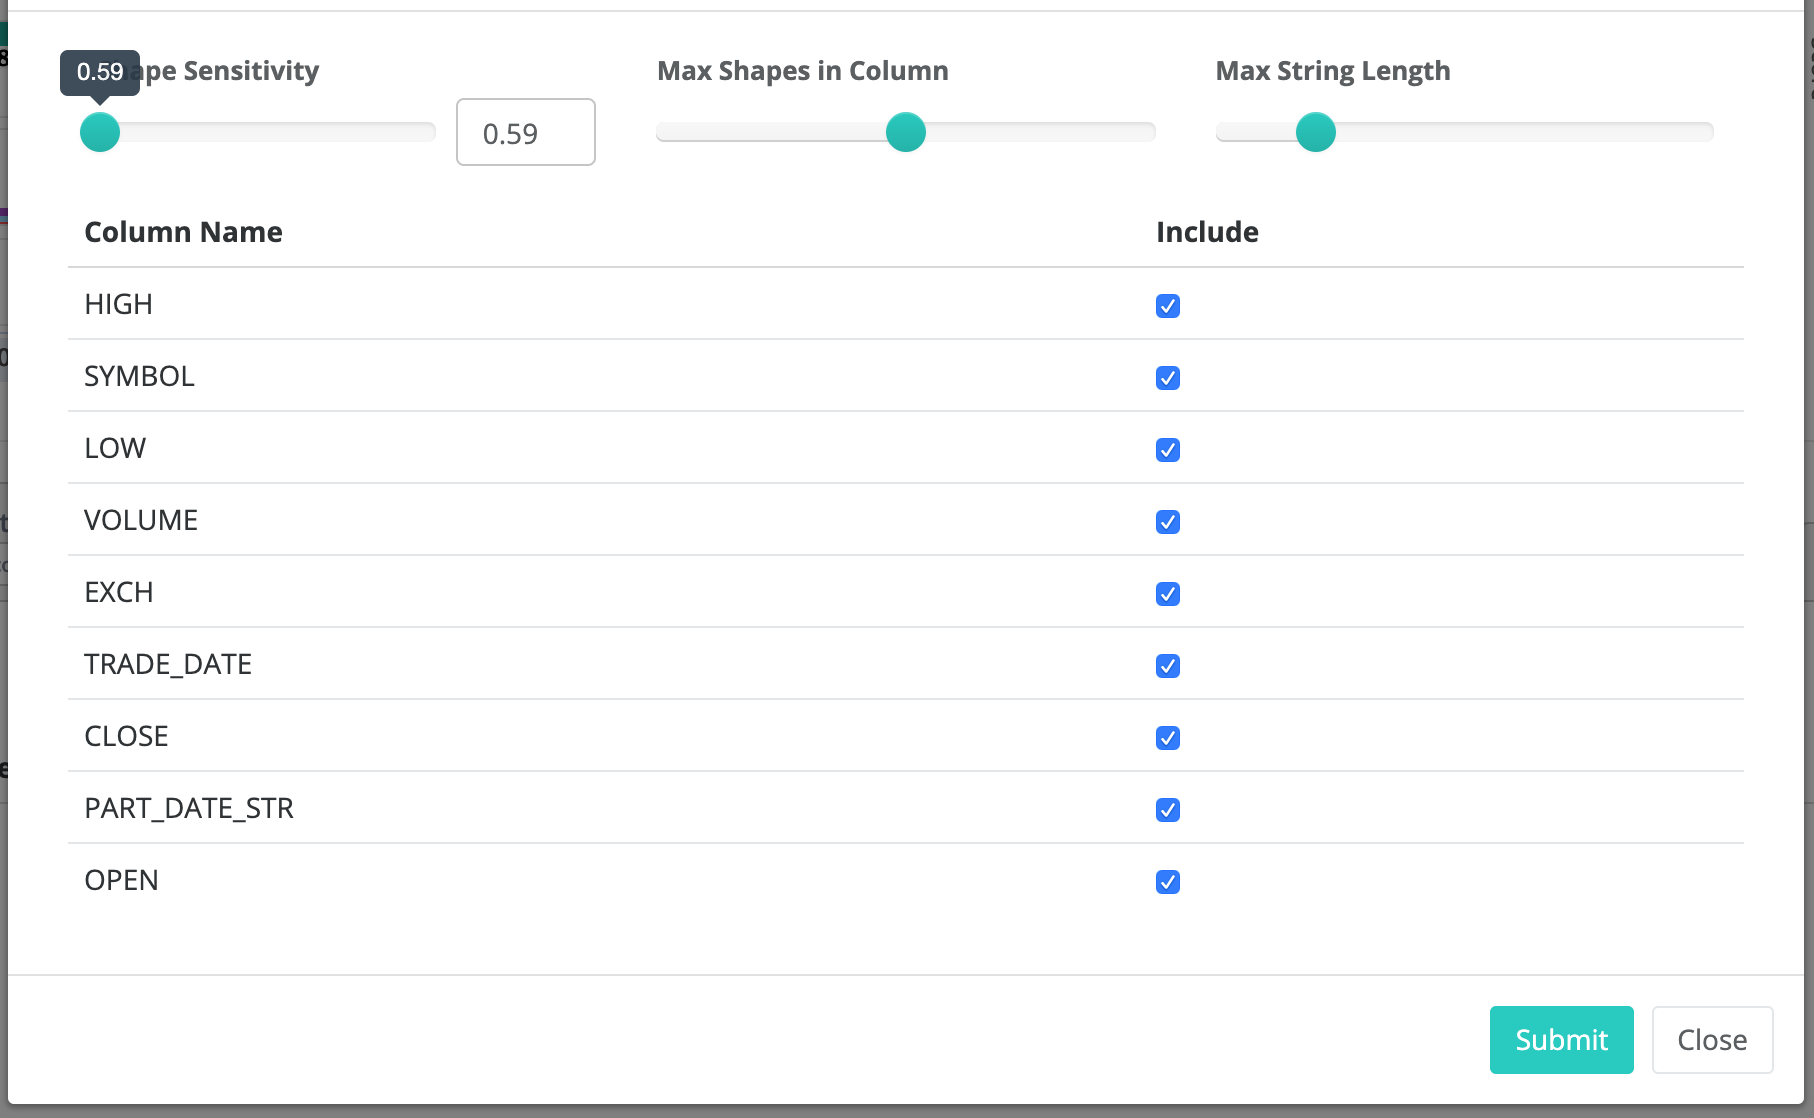 0.59
ape Sensitivity
Max Shapes in Column
Max String Length
0.59
Column Name
Include
HIGH
SYMBOL
LOW
VOLUME
EXCH
TRADE_DATE
CLOSE
PART_DATE_STR
OPEN
Submit
Close